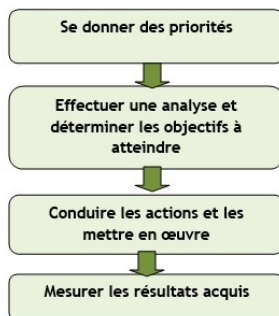 Se donner des priorités
Effectuer une analyse et
déterminer les objectifs à
atteindre
Conduire les actions et les
mettre en œuvre
Mesurer les résultats acquis